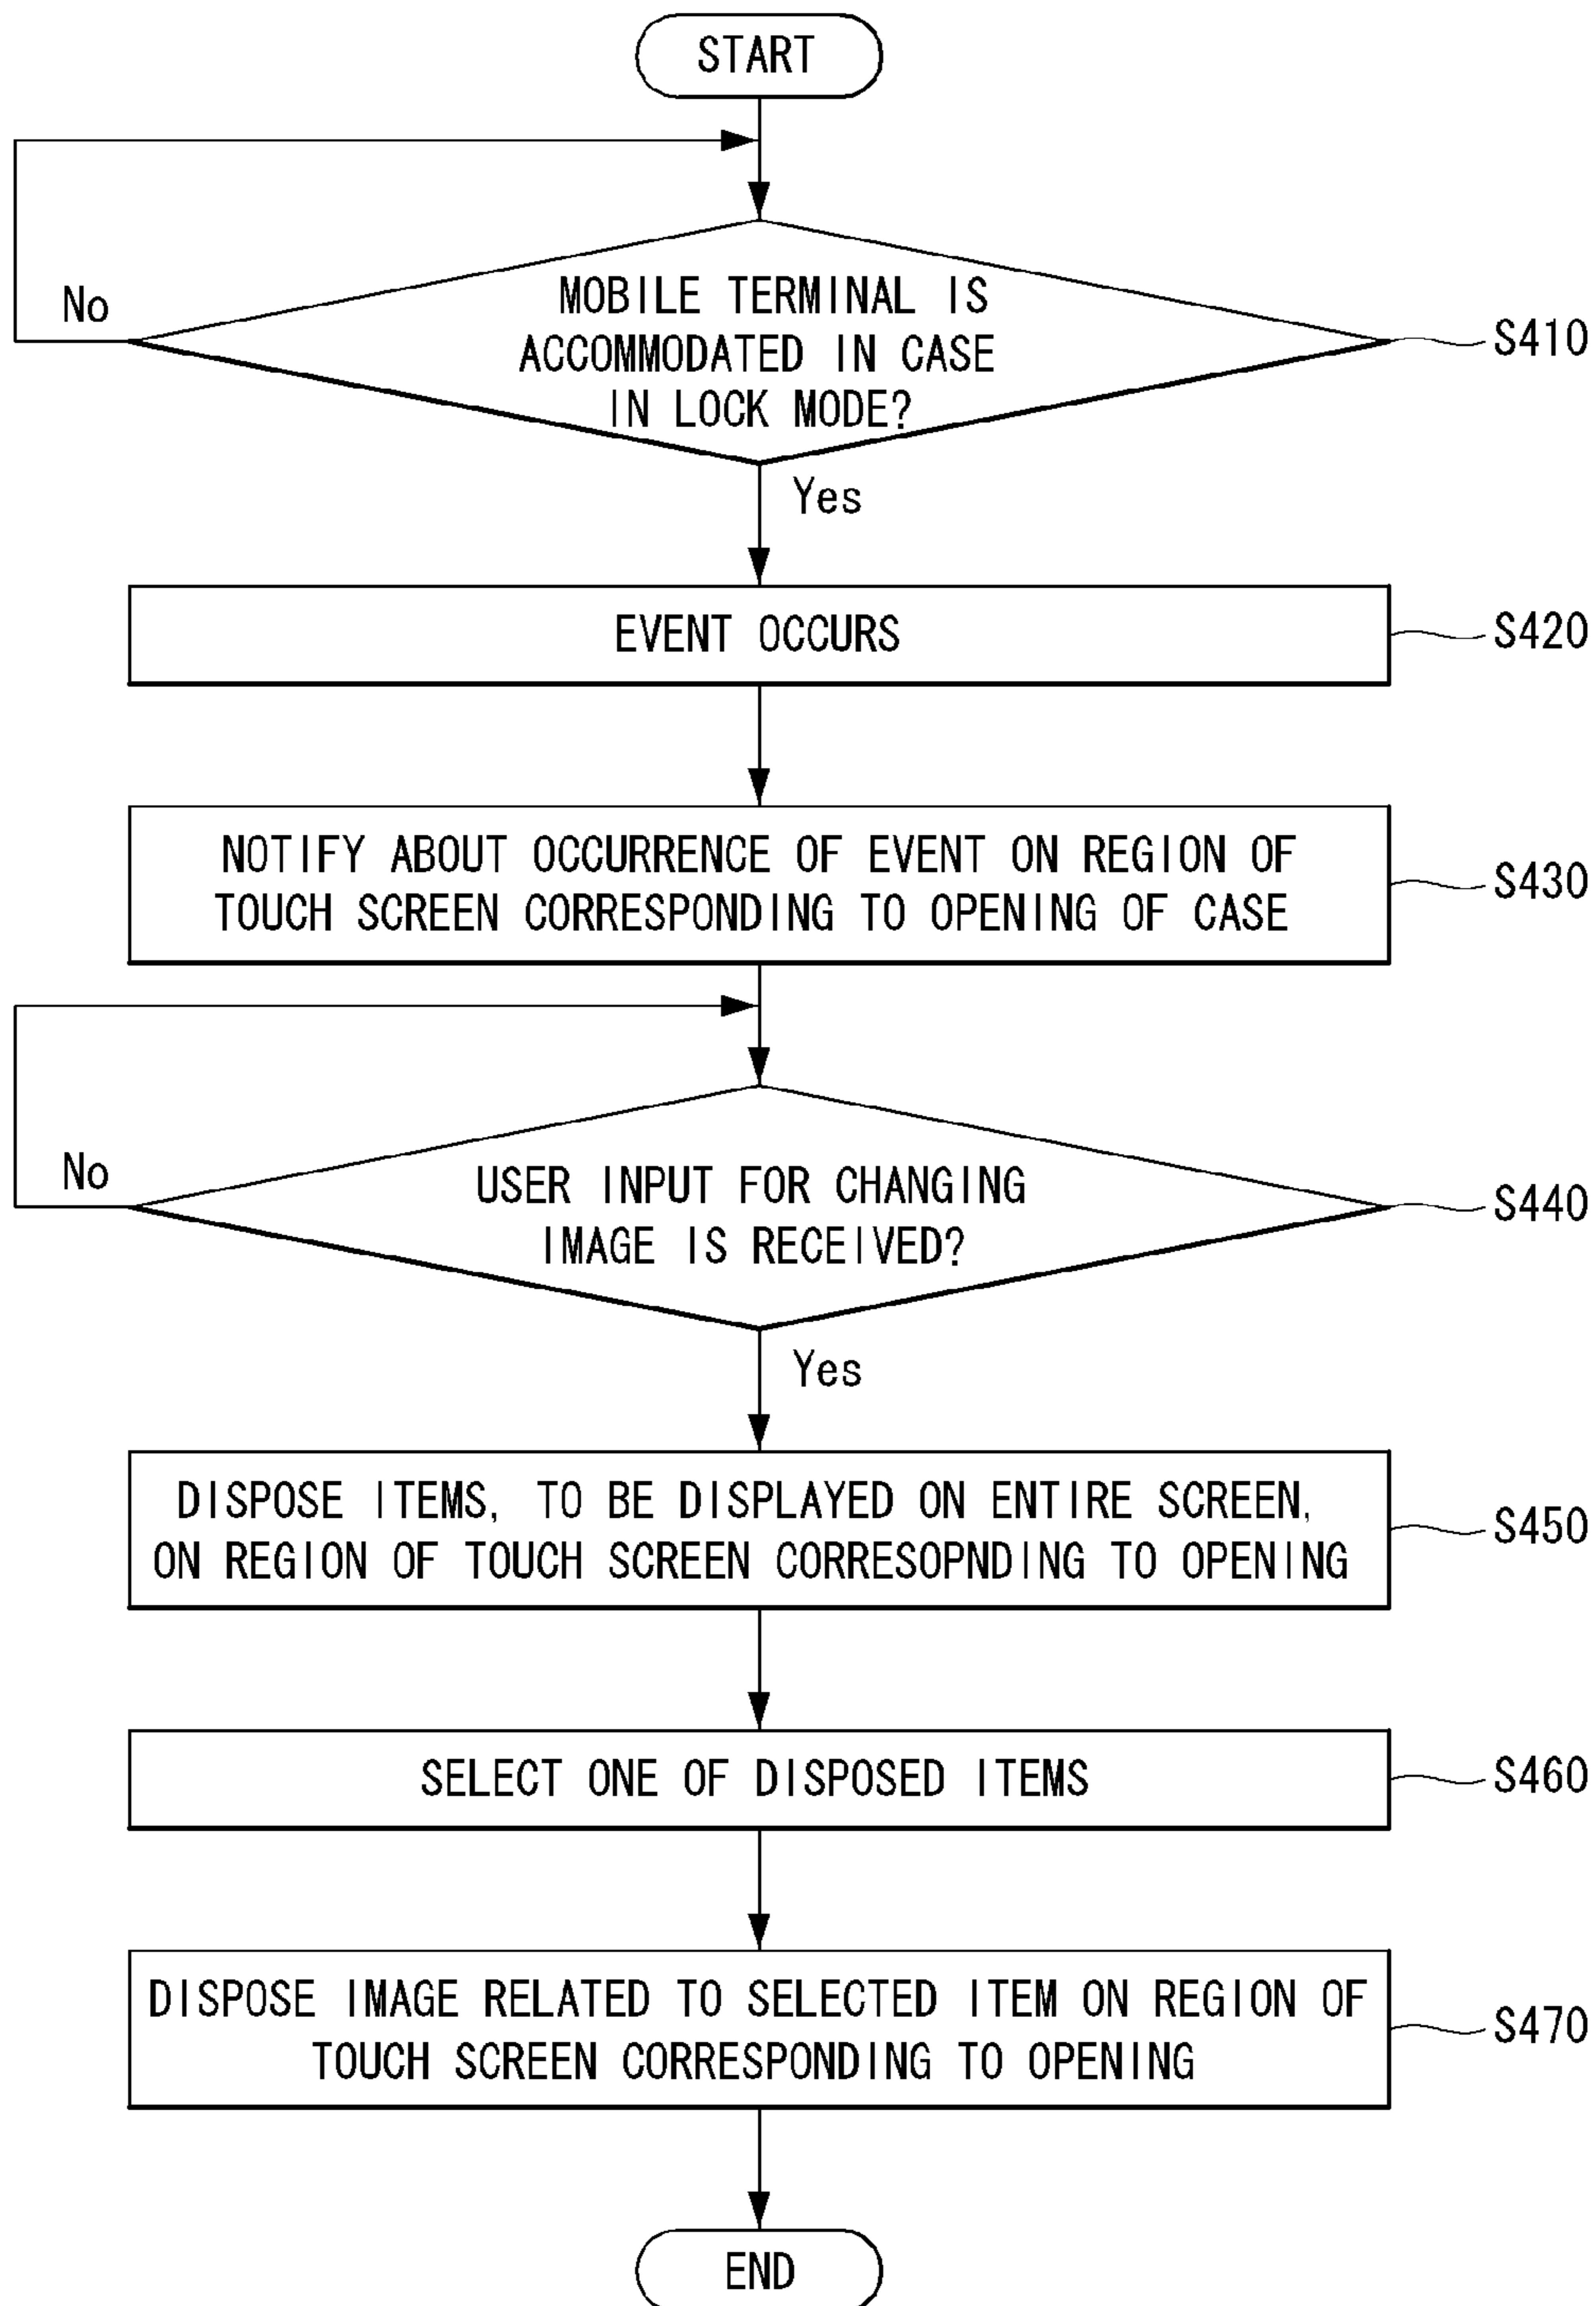 START
No
MOBILE TERMINAL IS
ACCOMMODATED IN CASE
IN LOCK MODE?
S410
Yes
EVENT OCCURS
S420
NOTIFY ABOUT OCCURRENCE OF EVENT ON REGION OF
TOUCH SCREEN CORRESPONDING TO OPENING OF CASE
S430
No
USER INPUT FOR CHANGING
IMAGE IS RECEIVED?
S440
Yes
DISPOSE ITEMS, TO BE DISPLAYED ON ENTIRE SCREEN,
ON REGION OF TOUCH SCREEN CORRESOPNDING TO OPENING
S450
SELECT ONE OF DISPOSED ITEMS
S460
DISPOSE IMAGE RELATED TO SELECTED ITEM ON REGION OF
TOUCH SCREEN CORRESPONDING TO OPENING
S470
END